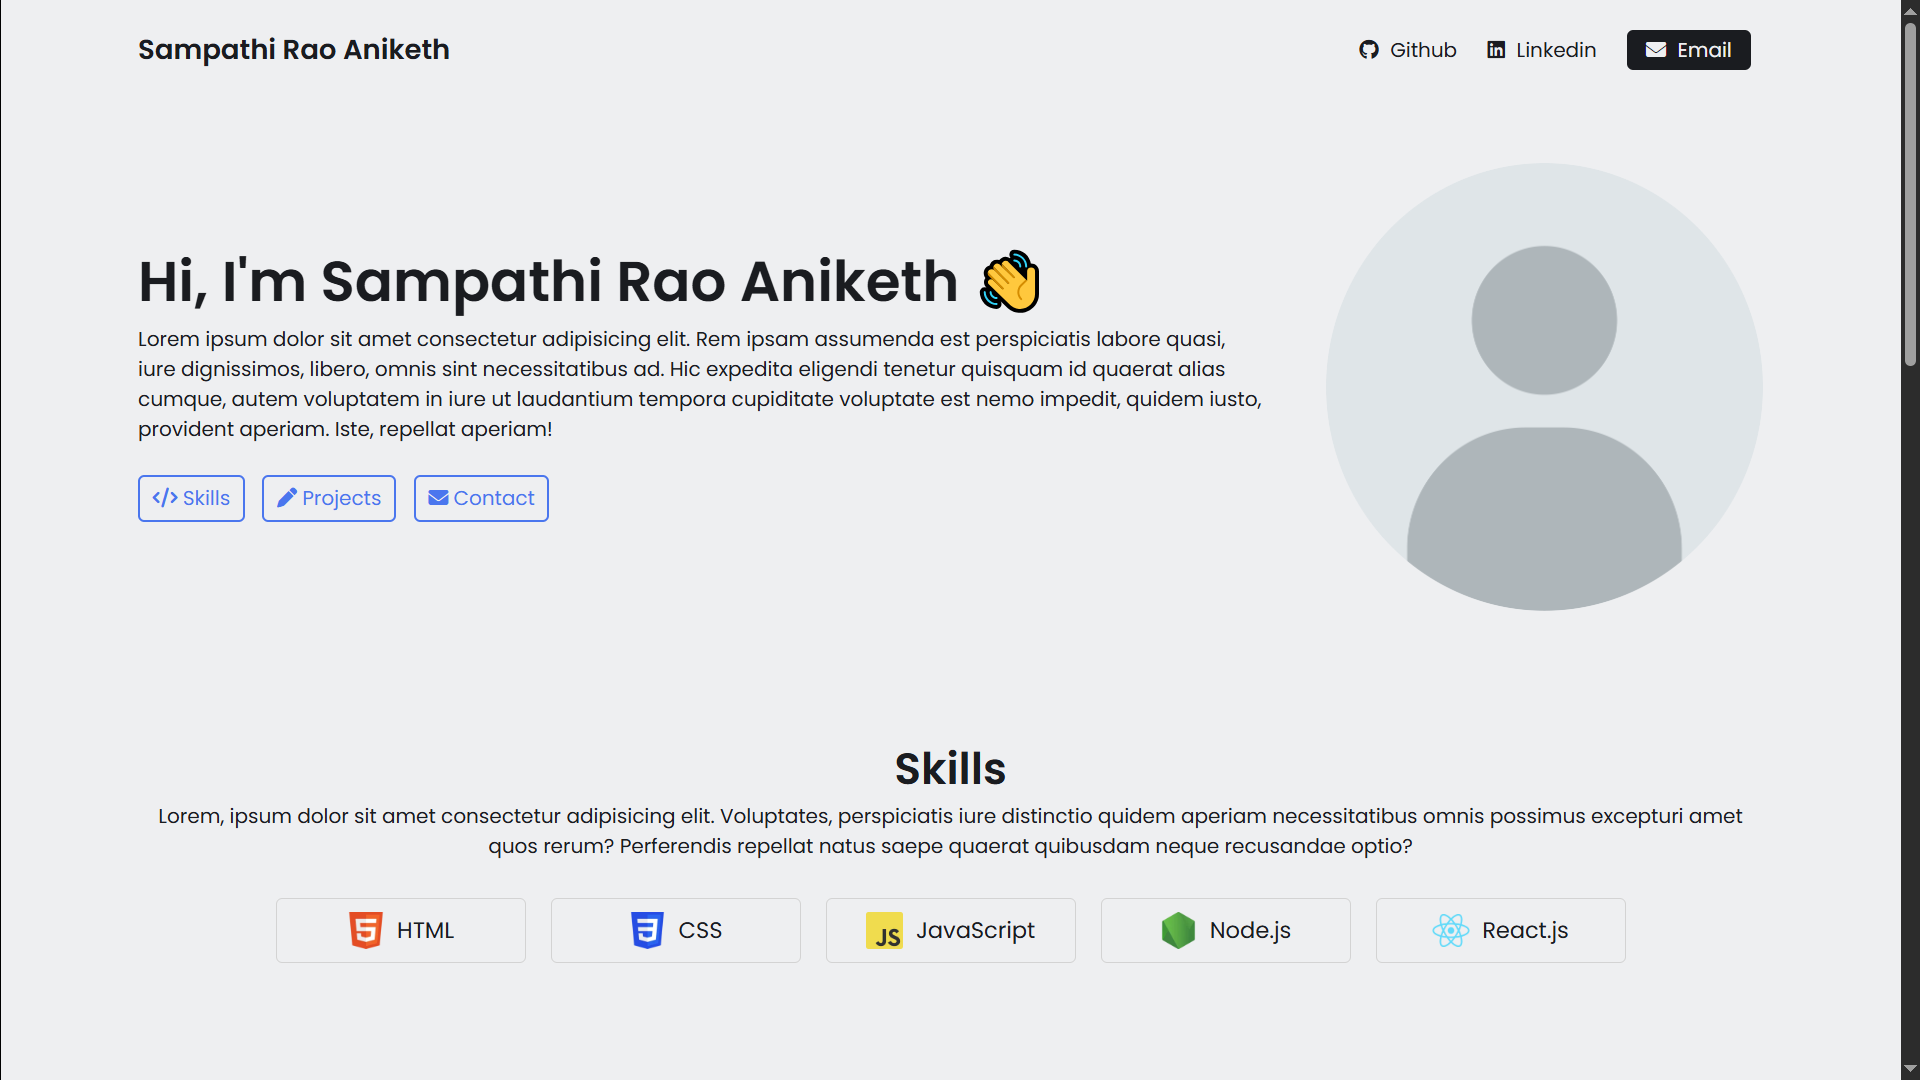 Sampathi Rao Aniketh
Github
Linkedin
Email
Hi, I'm Sampathi Rao Aniketh
Lorem ipsum dolor sit amet consectetur adipisicing elit. Rem ipsam assumenda est perspiciatis labore quasi,
iure dignissimos, libero, omnis sint necessitatibus ad. Hic expedita eligendi tenetur quisquam id quaerat alias
cumque, autem voluptatem in iure ut laudantium tempora cupiditate voluptate est nemo impedit, quidem iusto,
provident aperiam. Iste, repellat aperiam!
Skills
Projects
Contact
Skills
Lorem, ipsum dolor sit amet consectetur adipisicing elit. Voluptates, perspiciatis iure distinctio quidem aperiam necessitatibus omnis possimus excepturi amet
quos rerum? Perferendis repellat natus saepe quaerat quibusdam neque recusandae optio?
HTML
CSS
JS JavaScript
Node.js
React.js